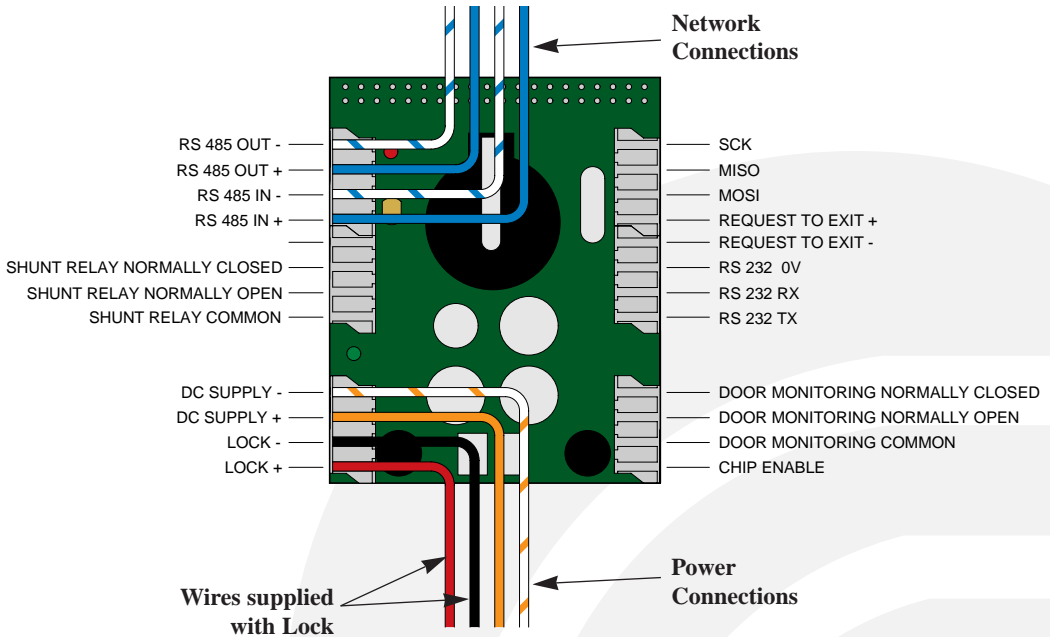 Network
Connections
RS 485 OUT -
RS 485 OUT +
RS 485 IN -
RS 485 IN +
SHUNT RELAY NORMALLY CLOSED
SHUNT RELAY NORMALLY OPEN
SHUNT RELAY COMMON
DC SUPPLY -
DC SUPPLY +
LOCK -
LOCK +
SCK
MISO
MOSI
REQUEST TO EXIT +
REQUEST TO EXIT -
RS 232 0V
RS 232 RX
RS 232 TX
DOOR MONITORING NORMALLY CLOSED
DOOR MONITORING NORMALLY OPEN
DOOR MONITORING COMMON
CHIP ENABLE
Wires supplied
with Lock
Power
Connections